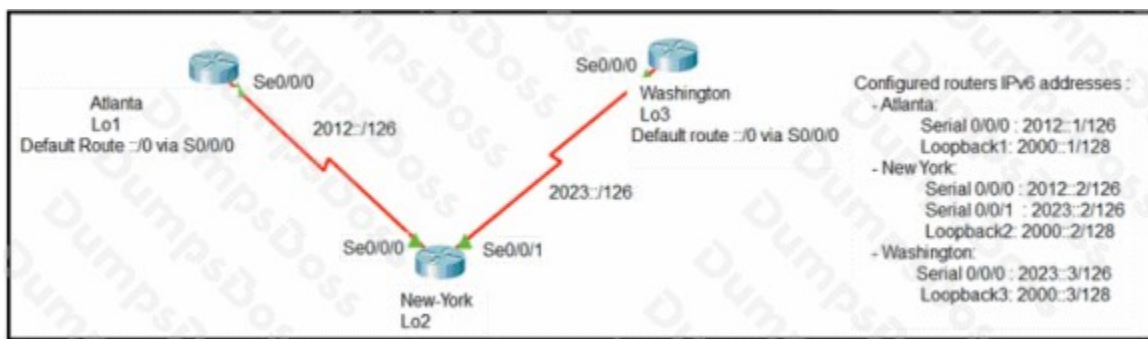 Se0/0/0
Atlanta
Lo1
Default Route ::/0 via S0/0/0
2012::/126
Se0/0/0
Washington
Lo3
Default route ::/0 via S0/0/0
2023::/126
Se0/0/0
Se0/0/1
New-York
Lo2
Configured routers IPv6 addresses :
- Atlanta:
Serial 0/0/0 : 2012::1/126
Loopback1: 2000::1/128
- New York:
Serial 0/0/0 : 2012::2/126
Serial 0/0/1 : 2023::2/126
Loopback2: 2000::2/128
- Washington:
Serial 0/0/0 : 2023::3/126
Loopback3: 2000::3/128
DumpsDoss